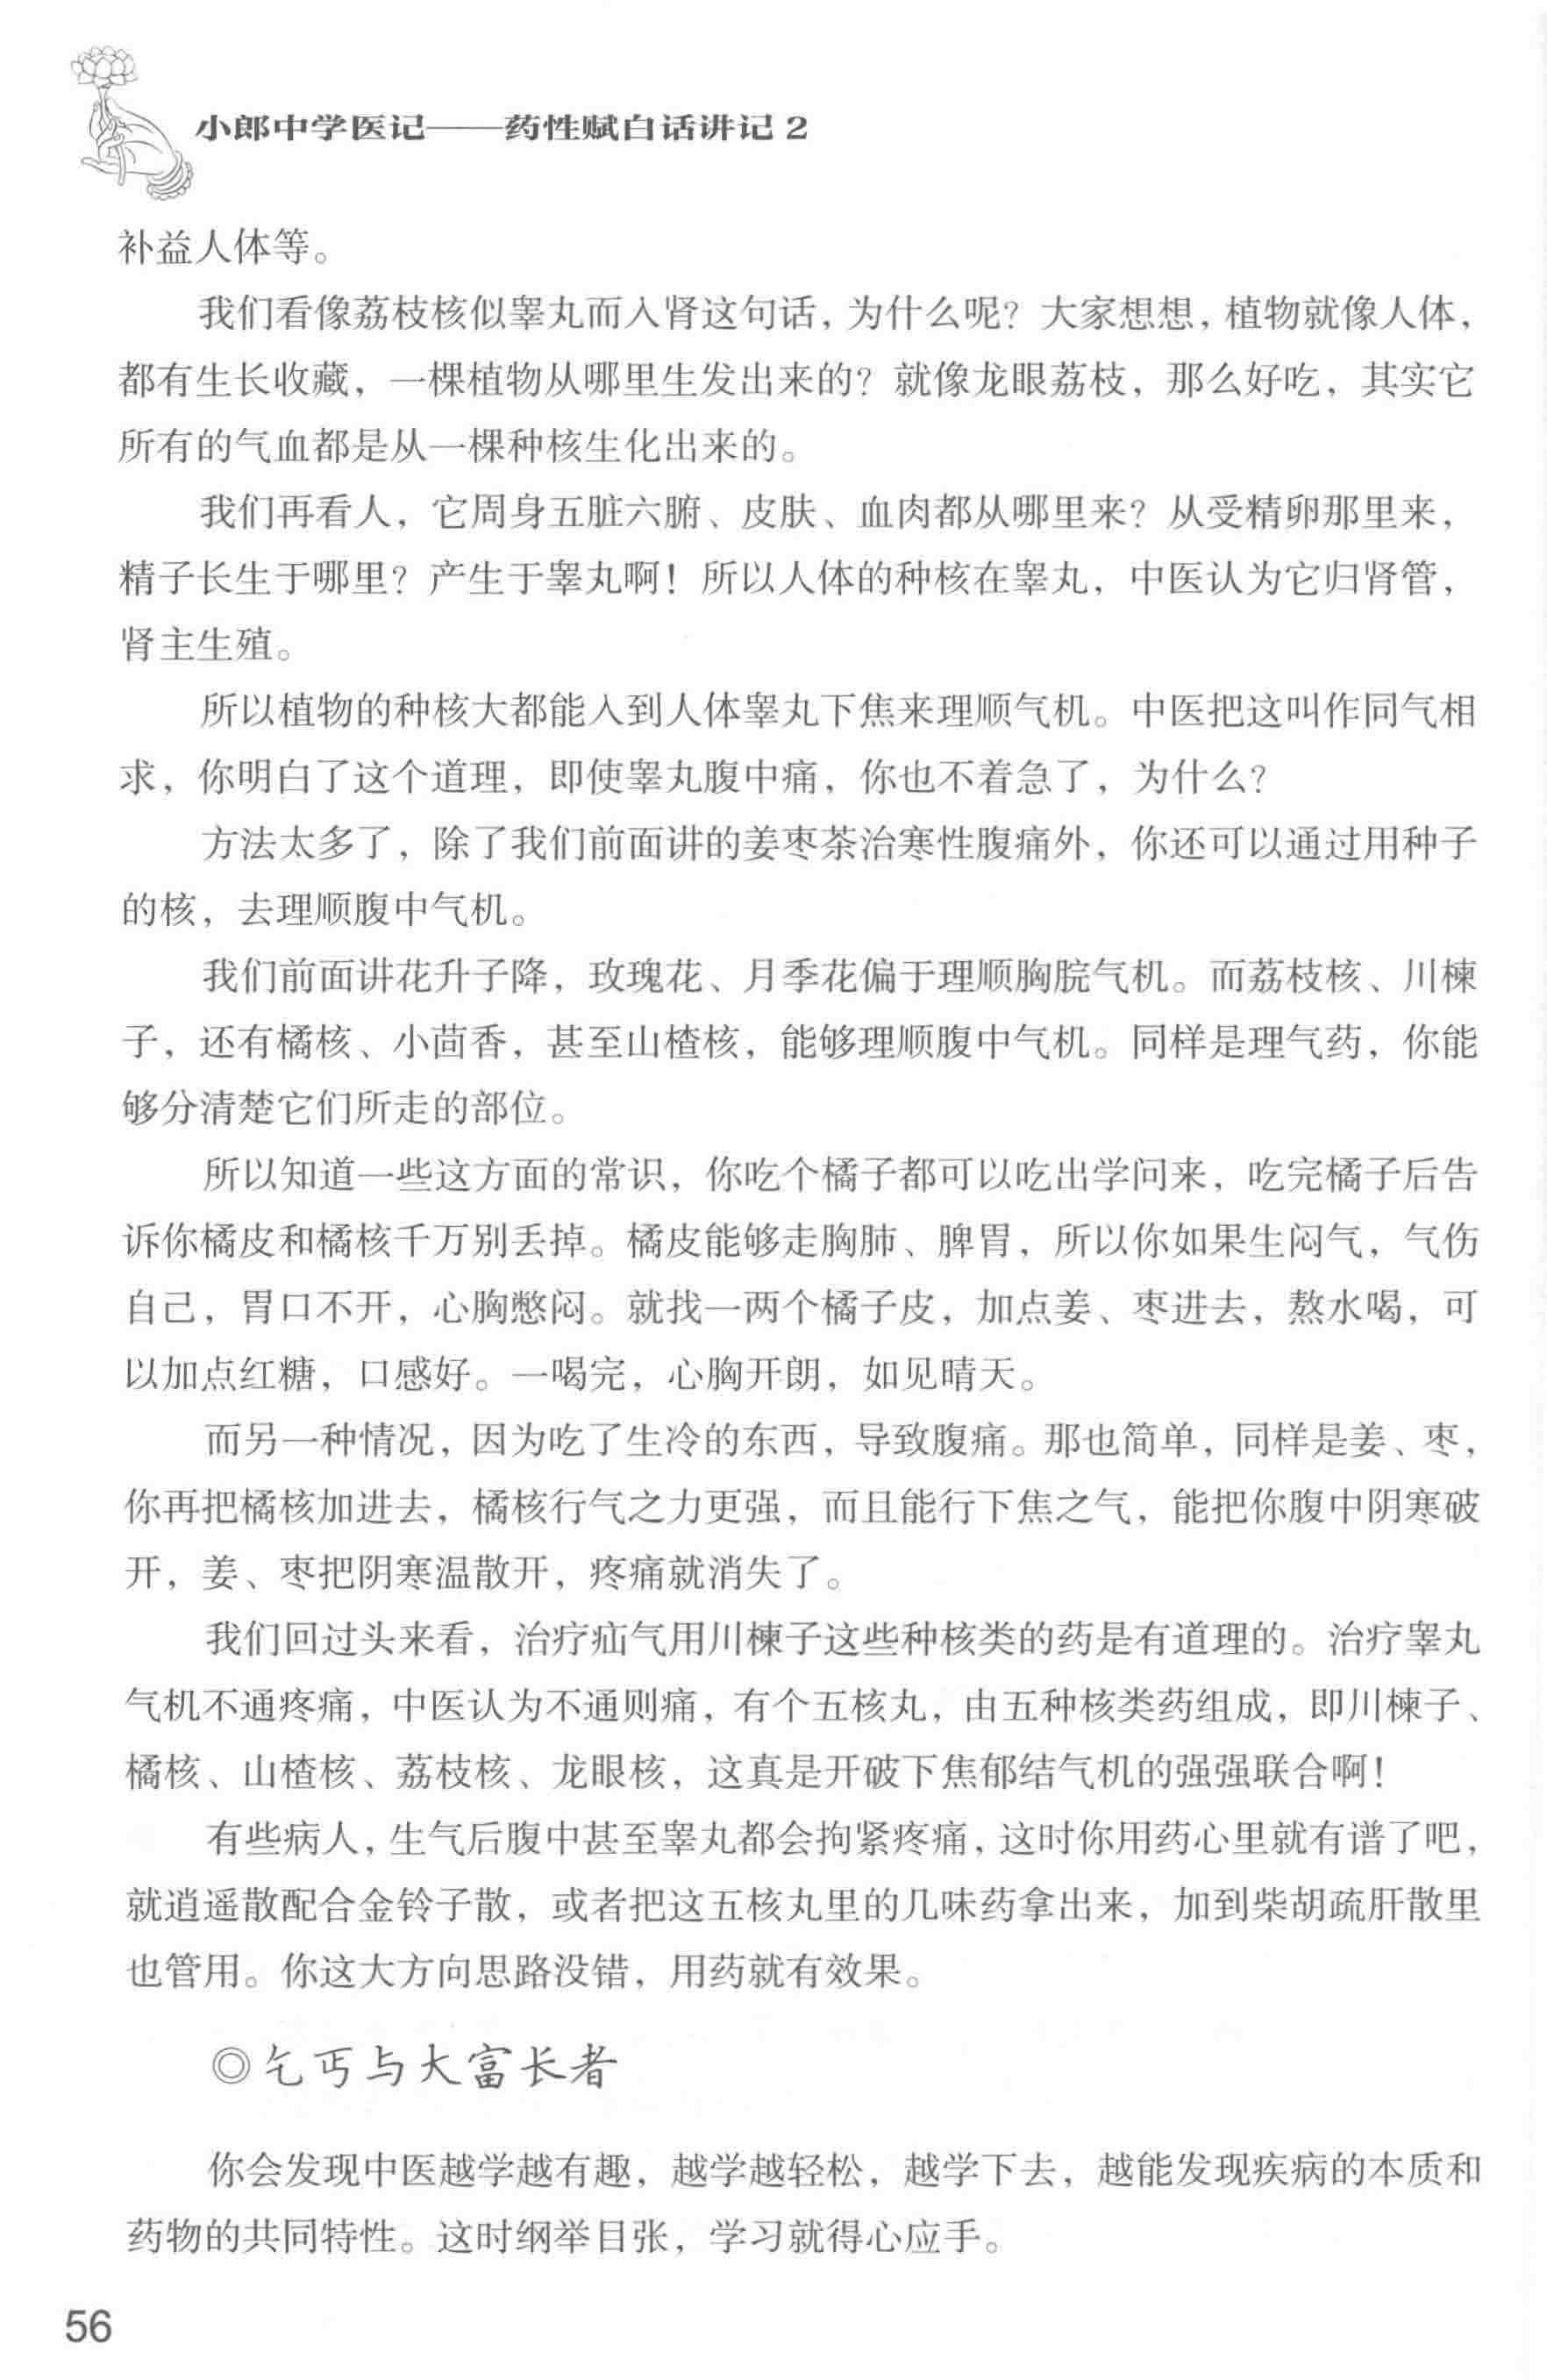 小郎中学医记——药性赋白话讲记 2
补益人体等。
我们看像荔枝核似睾丸而入肾这句话，为什么呢？大家想想，植物就像人体，
都有生长收藏，一棵植物从哪里生发出来的？就像龙眼荔枝，那么好吃，其实它
所有的气血都是从一棵种核生化出来的。
我们再看人，它周身五脏六腑、皮肤、血肉都从哪里来？从受精卵那里来，
精子长生于哪里？产生于睾丸啊！所以人体的种核在睾丸，中医认为它归肾管，
肾主生殖。
所以植物的种核大都能入到人体睾丸下焦来理顺气机。中医把这叫作同气相
求，你明白了这个道理，即使睾丸腹中痛，你也不着急了，为什么？
方法太多了，除了我们前面讲的姜枣茶治寒性腹痛外，你还可以通过用种子
的核，去理顺腹中气机。
我们前面讲花升子降，玫瑰花、月季花偏于理顺胸脘气机。而荔枝核、川楝
子，还有橘核、小茴香，甚至山楂核，能够理顺腹中气机。同样是理气药，你能
够分清楚它们所走的部位。
所以知道一些这方面的常识，你吃个橘子都可以吃出学问来，吃完橘子后告
诉你橘皮和橘核千万别丢掉。橘皮能够走胸肺、脾胃，所以你如果生闷气，气伤
自己，胃口不开，心胸憋闷。就找一两个橘子皮，加点姜、枣进去，熬水喝，可
以加点红糖，口感好。一喝完，心胸开朗，如见晴天。
而另一种情况，因为吃了生冷的东西，导致腹痛。那也简单，同样是姜、枣，
你再把橘核加进去，橘核行气之力更强，而且能行下焦之气，能把你腹中阴寒破
开，姜、枣把阴寒温散开，疼痛就消失了。
我们回过头来看，治疗疝气用川楝子这些种核类的药是有道理的。治疗睾丸
气机不通疼痛，中医认为不通则痛，有个五核丸，由五种核类药组成，即川楝子、
橘核、山楂核、荔枝核、龙眼核，这真是开破下焦郁结气机的强强联合啊！
有些病人，生气后腹中甚至睾丸都会拘紧疼痛，这时你用药心里就有谱了吧，
就逍遥散配合金铃子散，或者把这五核丸里的几味药拿出来，加到柴胡疏肝散里
也管用。你这大方向思路没错，用药就有效果。
◎乞丐与大富长者
你会发现中医越学越有趣，越学越轻松，越学下去，越能发现疾病的本质和
药物的共同特性。这时纲举目张，学习就得心应手。
56